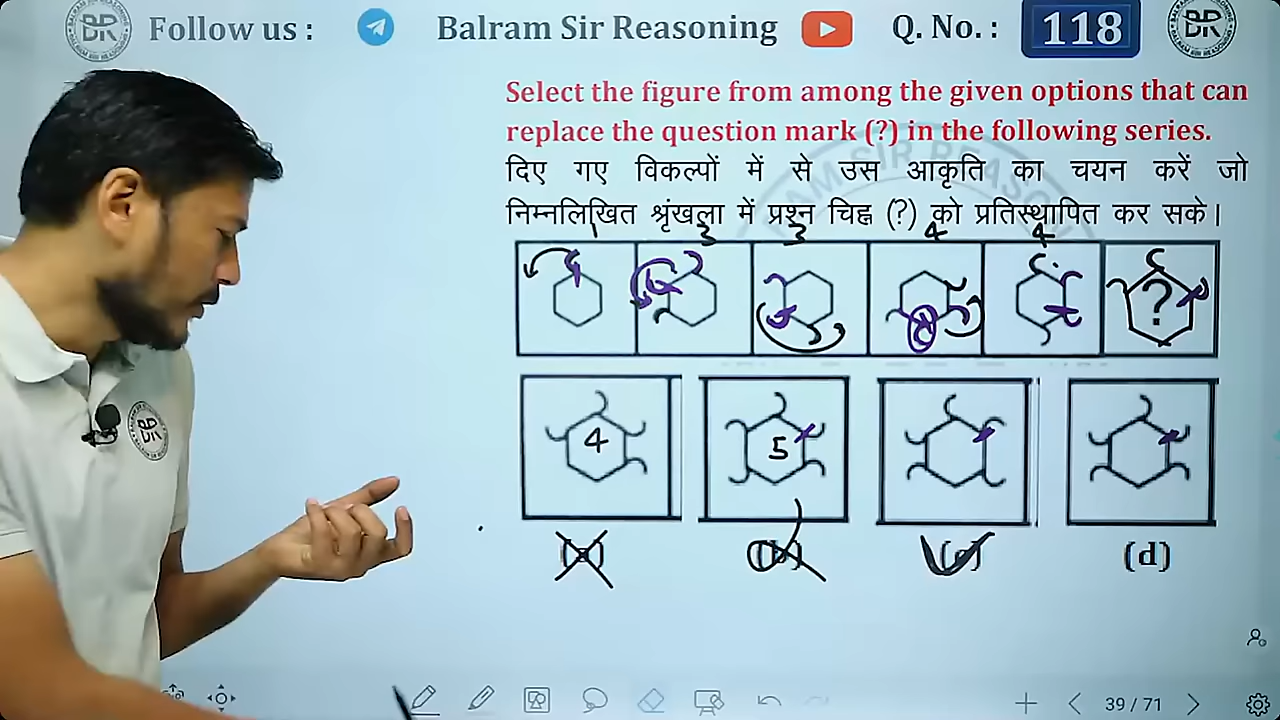 BR Follow us : Balram Sir Reasoning Q. No. : 118 BR
Select the figure from among the given options that can
replace the question mark (?) in the following series.
दिए गए विकल्पों में से उस आकृति का चयन करें जो
निम्नलिखित श्रृंखला में प्रश्न चिह्न (?) को प्रतिस्थापित कर सके।
1 3 3 4 4
?
4 5
(a) (b) (c) (d)
39 / 71